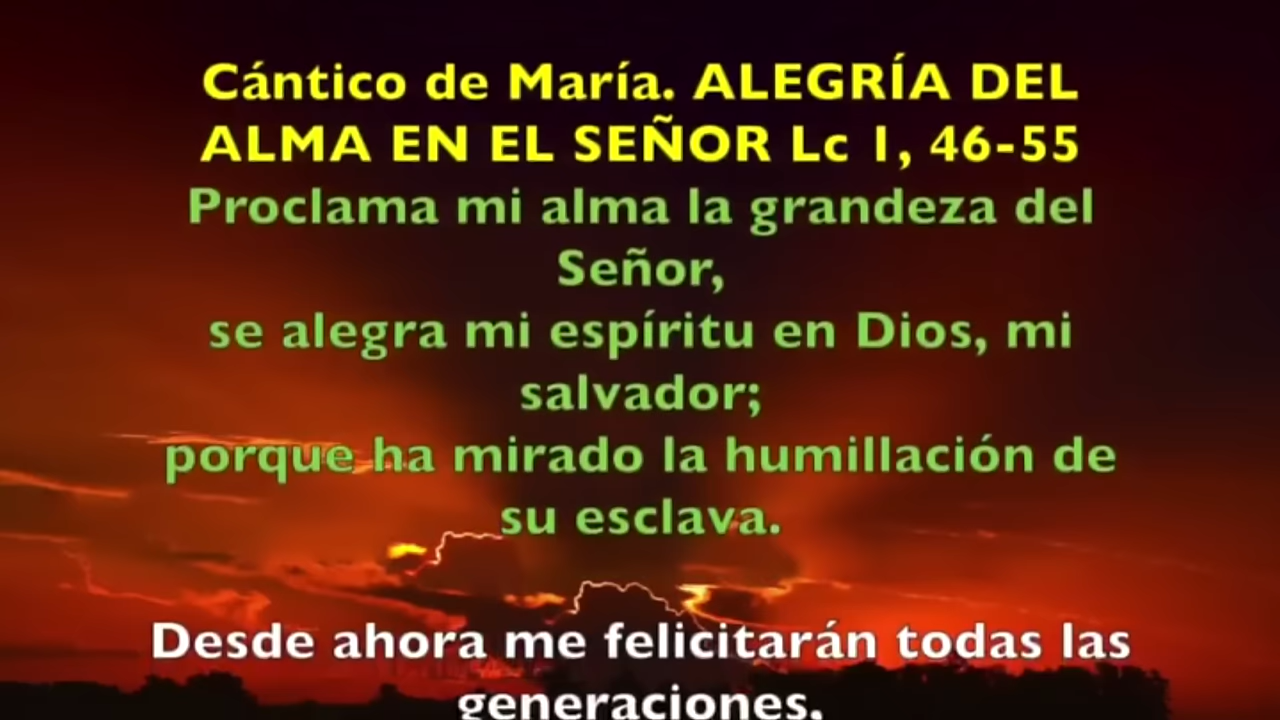 Cántico de María. ALEGRÍA DEL
ALMA EN EL SEÑOR Lc 1, 46-55
Proclama mi alma la grandeza del
Señor,
se alegra mi espíritu en Dios, mi
salvador;
porque ha mirado la humillación de
su esclava.
Desde ahora me felicitarán todas las
generaciones,